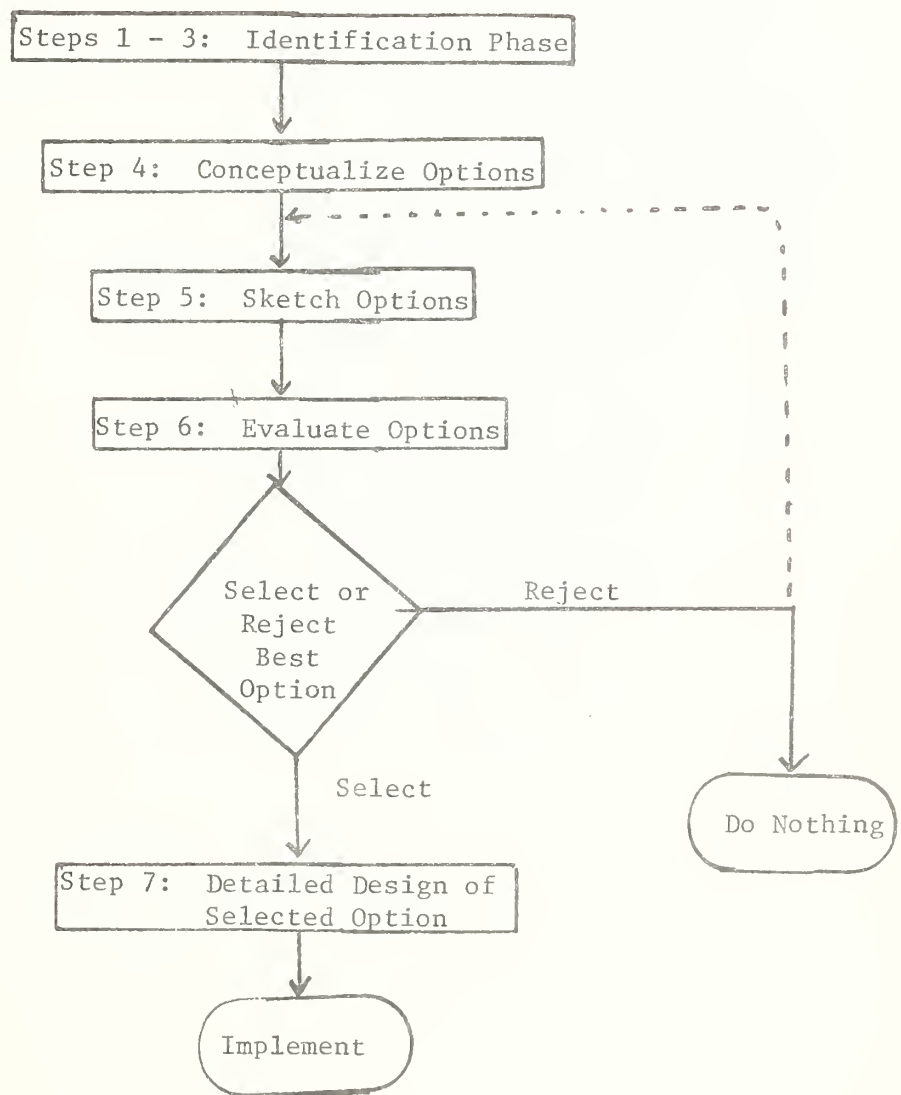 Steps 1 - 3: Identification Phase
Step 4: Conceptualize Options
Step 5: Sketch Options
Step 6: Evaluate Options
Select or
Reject
Best
Option
Reject
Select
Do Nothing
Step 7: Detailed Design of
Selected Option
Implement